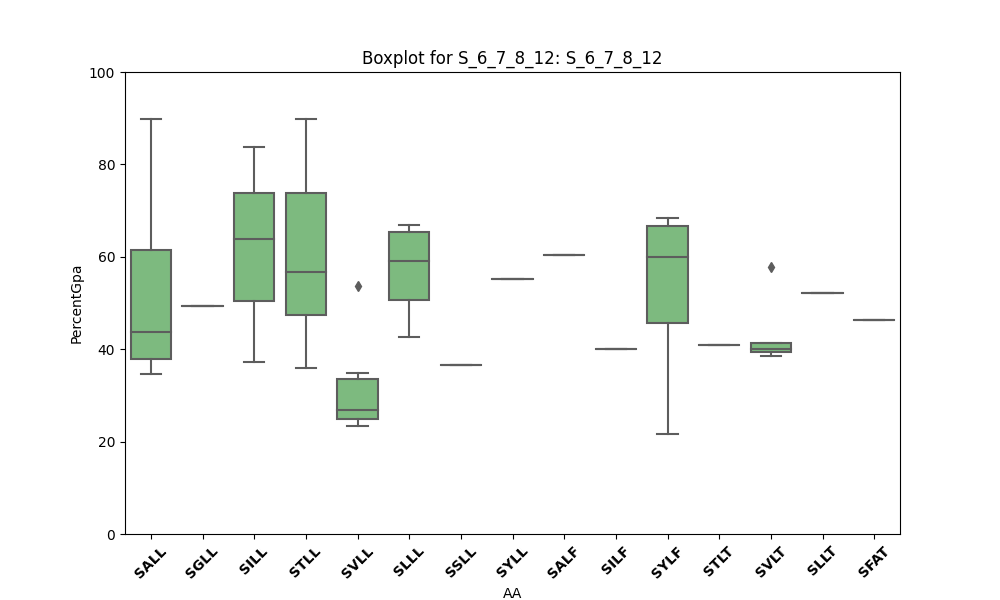 Boxplot for S_6_7_8_12: S_6_7_8_12
PercentGpa
100
80
60
40
20
0
SALL
SGLL
SILL
STLL
SVLL
SLLL
SSLL
SYLL
SALF
SILF
SYLF
STLT
SVLT
SLLT
SFAT
AA